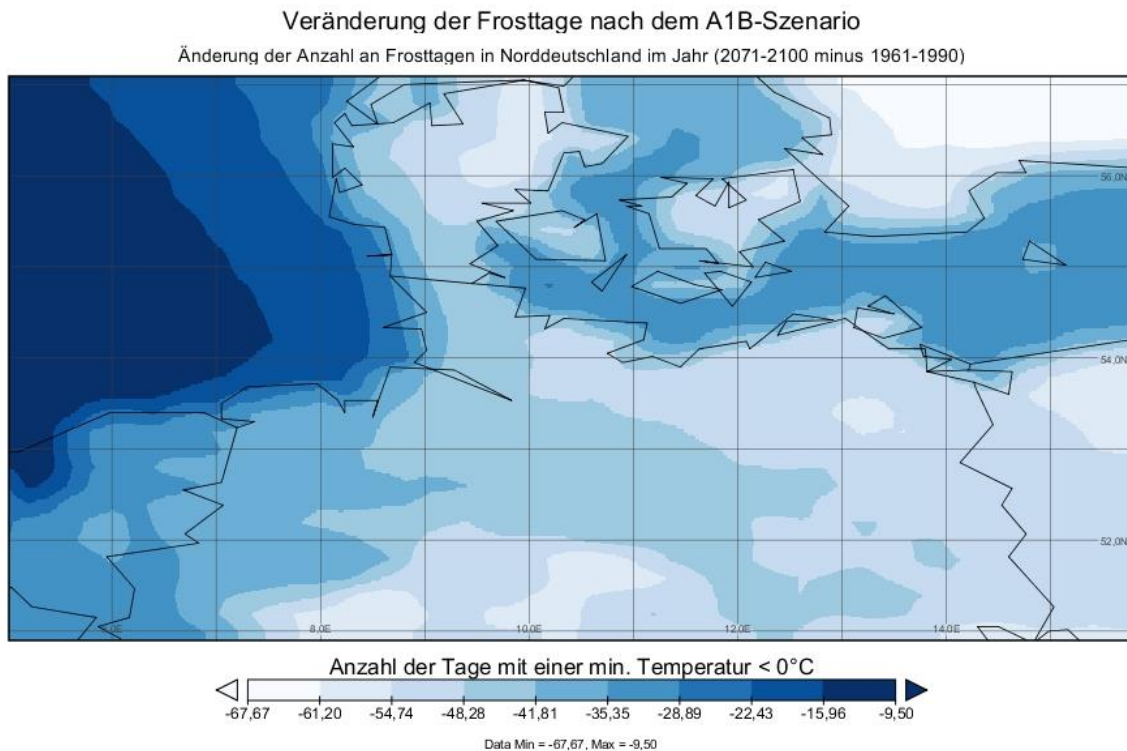 Veränderung der Frosttage nach dem A1B-Szenario
Änderung der Anzahl an Frosttagen in Norddeutschland im Jahr (2071-2100 minus 1961-1990)
56,0N
54,0N
52,0N
8,0E 10,0E 12,0E 14,0E
Anzahl der Tage mit einer min. Temperatur < 0°C
-67,67 -61,20 -54,74 -48,28 -41,81 -35,35 -28,89 -22,43 -15,96 -9,50
Data Min = -67,67, Max = -9,50